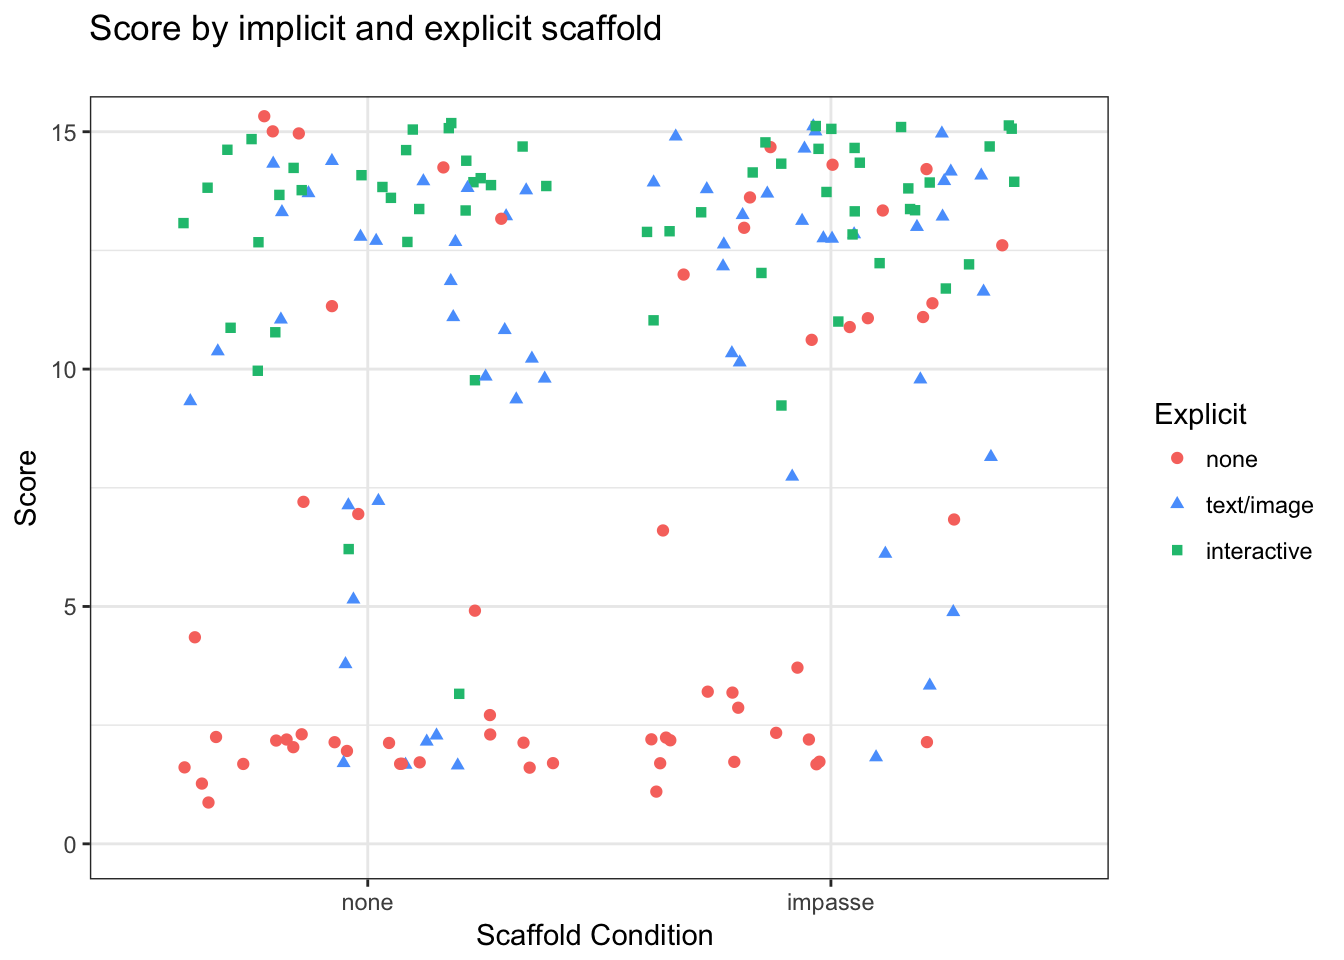 Score by implicit and explicit scaffold
15
10
5
0
Score
none
impasse
Scaffold Condition
Explicit
none
text/image
interactive